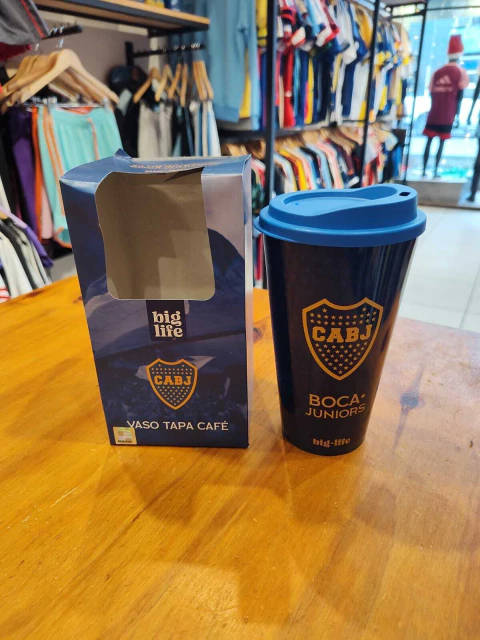 big
life
CABJ
VASO TAPA CAFÉ
CABJ
BOCA
JUNIORS
big-life